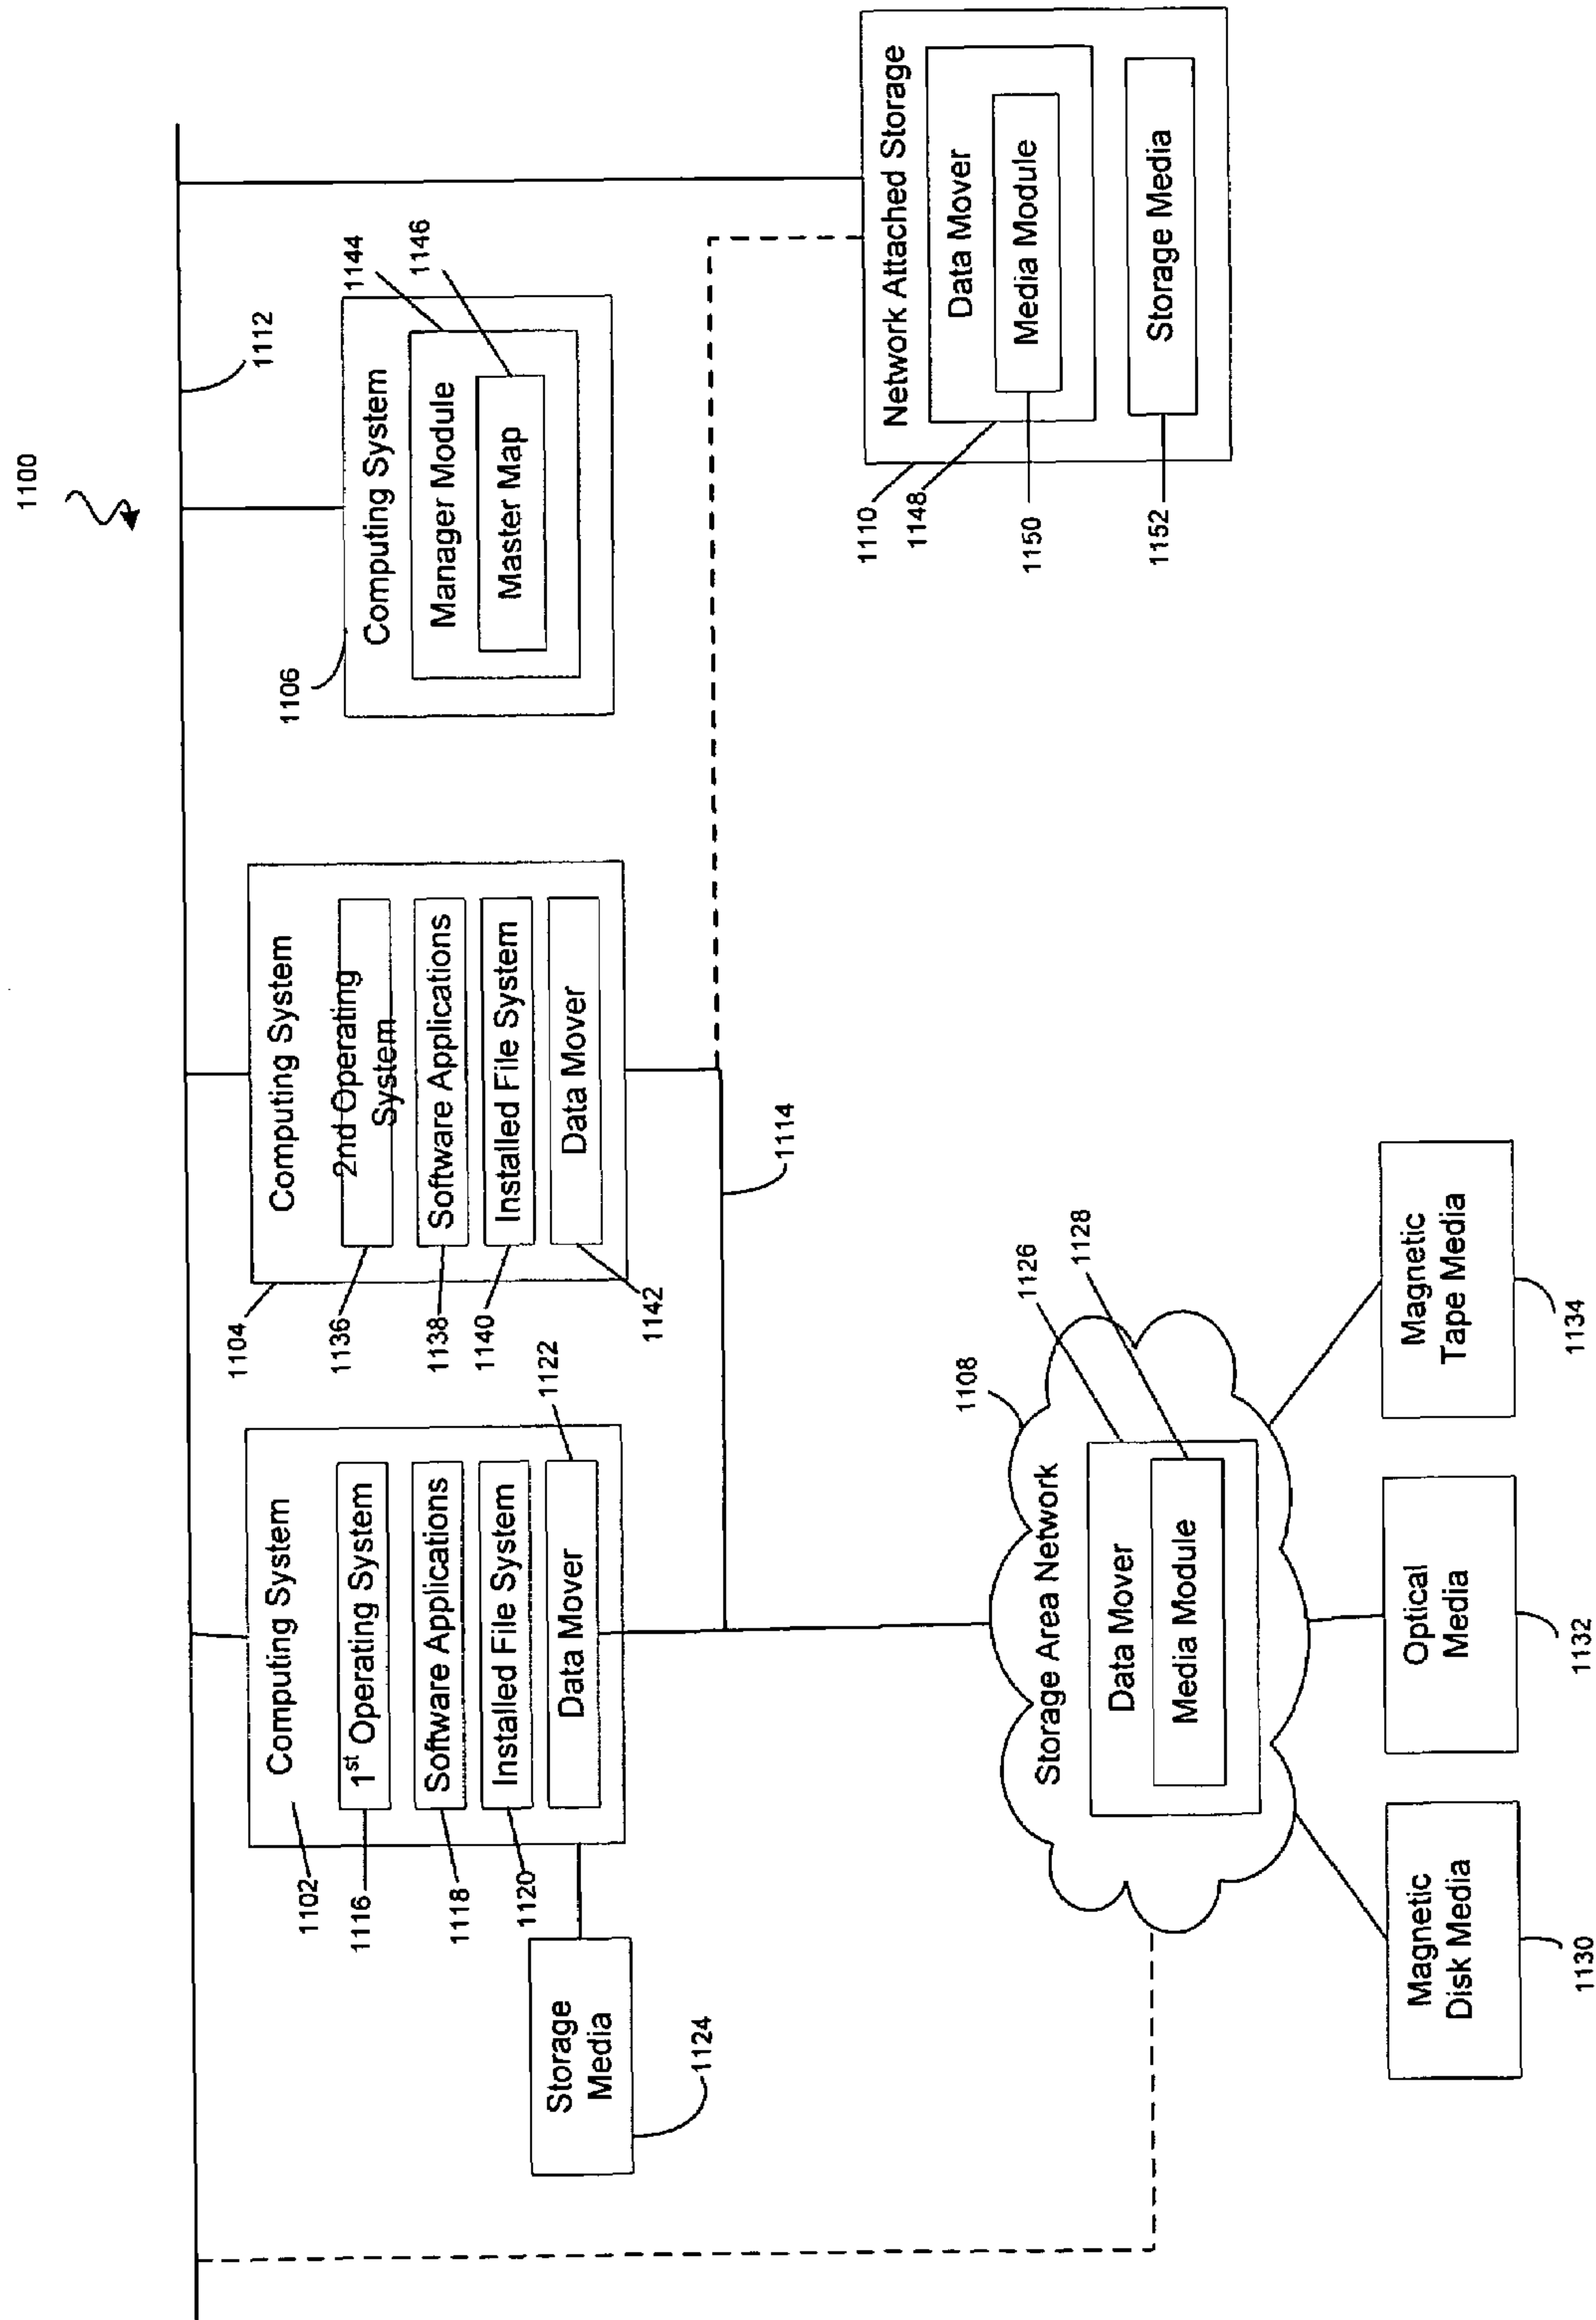 1100
1112
Computing System
1102
1st Operating System
1116
Software Applications
1118
Installed File System
1120
Data Mover
1122
Storage
Media
1124
Computing System
1104
2nd Operating
System
1136
Software Applications
1138
Installed File System
1140
Data Mover
1142
1106
Computing System
Manager Module
Master Map
1144
1146
1114
Storage Area Network
1108
Data Mover
1126
Media Module
1128
Magnetic
Disk Media
1130
Optical
Media
1132
Magnetic
Tape Media
1134
Network Attached Storage
1110
Data Mover
1148
Media Module
1150
Storage Media
1152